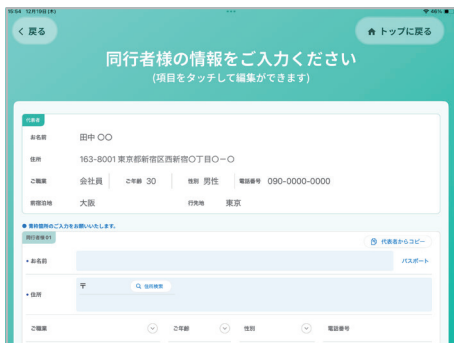 15:54 12月19日(木)
46%
戻る
トップに戻る
同行者様の情報をご入力ください
(項目をタッチして編集ができます)
代表者
お名前 田中 〇〇
住所 163-8001 東京都新宿区西新宿〇丁目〇ー〇
ご職業 会社員 ご年齢 30 性別 男性 電話番号 090-0000-0000
前宿泊地 大阪 行先地 東京
● 青枠箇所のご入力をお願いいたします。
同行者様01 代表者からコピー
• お名前 パスポート
• 住所 〒 住所検索
ご職業 ご年齢 性別 電話番号